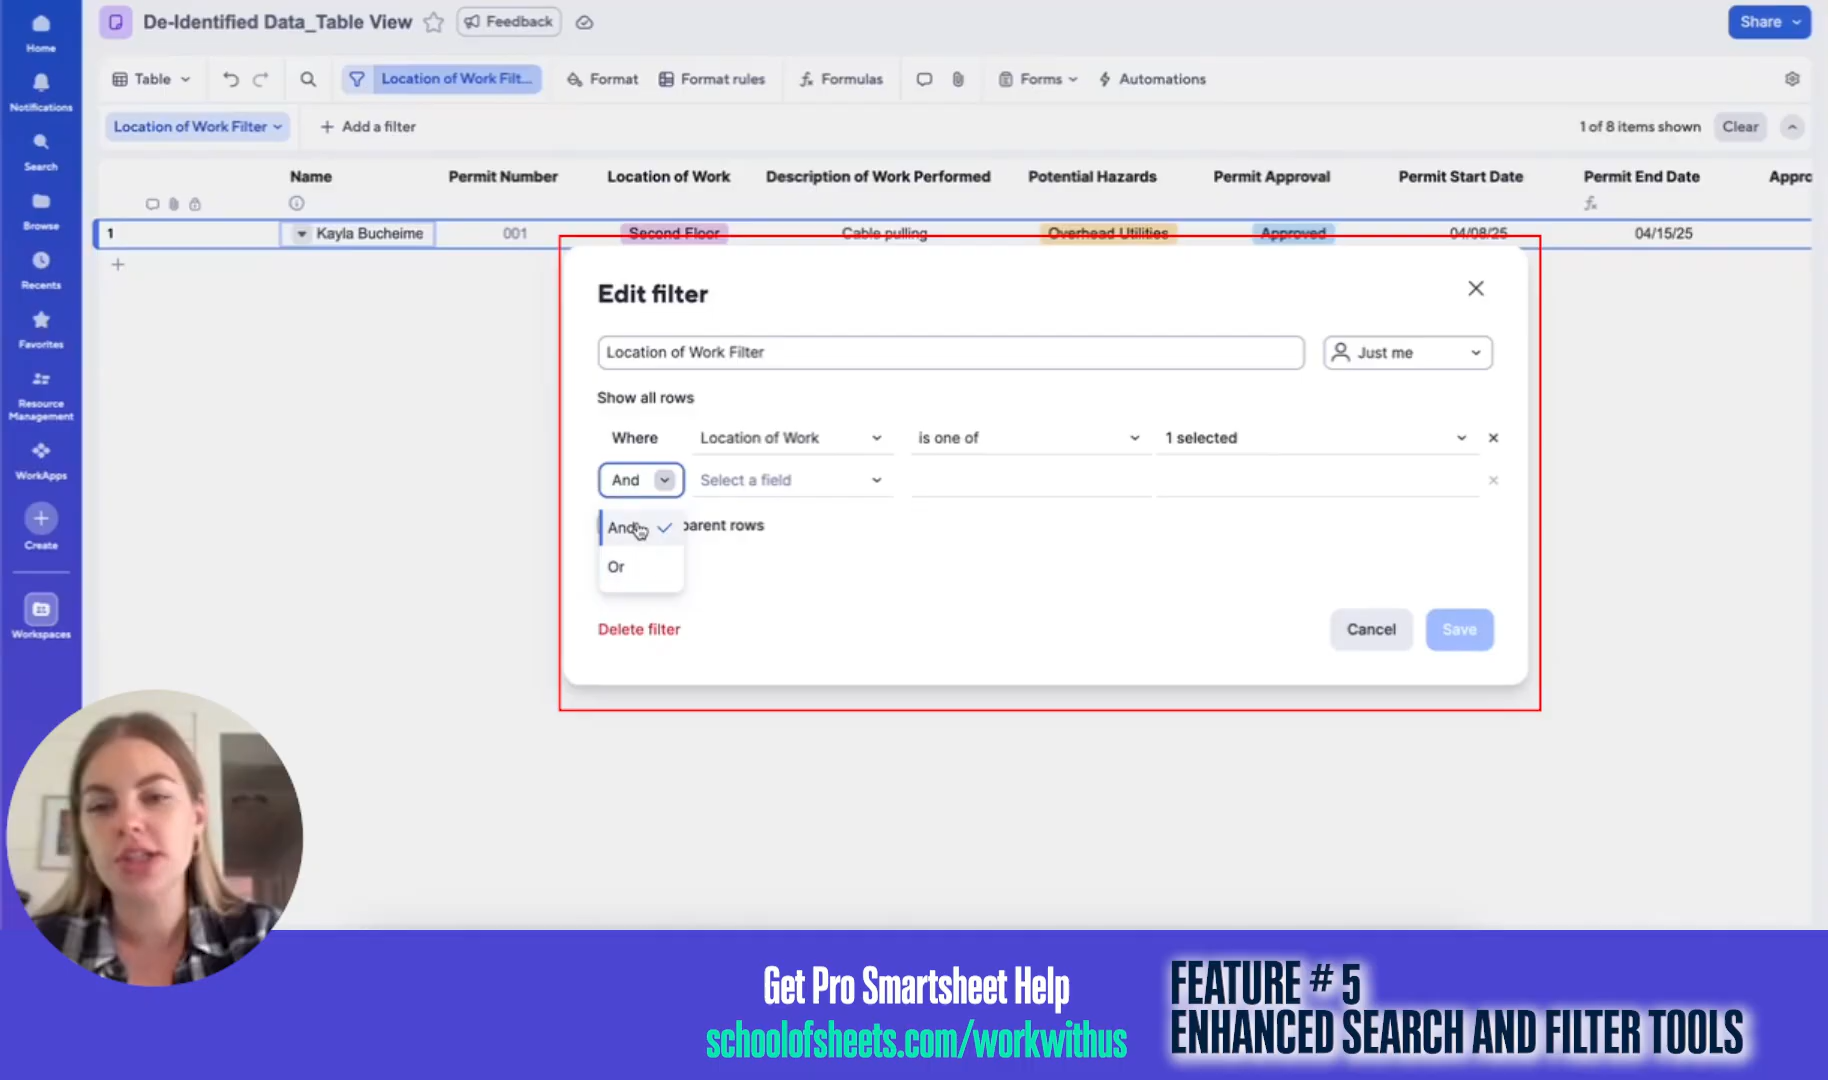 De-Identified Data_Table View
Feedback
Share
Home
Notifications
Search
Browse
Recents
Favorites
Resource
Management
WorkApps
Create
Workspaces
Table
Location of Work Filt...
Format
Format rules
Formulas
Forms
Automations
Location of Work Filter
Add a filter
1 of 8 items shown
Clear
Name
Permit Number
Location of Work
Description of Work Performed
Potential Hazards
Permit Approval
Permit Start Date
Permit End Date
Appro
1
Kayla Bucheime
001
Second Floor
Cable pulling
Overhead Utilities
Approved
04/08/25
04/15/25
Edit filter
Location of Work Filter
Just me
Show all rows
Where
Location of Work
is one of
1 selected
And
Select a field
And
parent rows
Or
Delete filter
Cancel
Save
Get Pro Smartsheet Help
schoolofsheets.com/workwithus
FEATURE # 5
ENHANCED SEARCH AND FILTER TOOLS